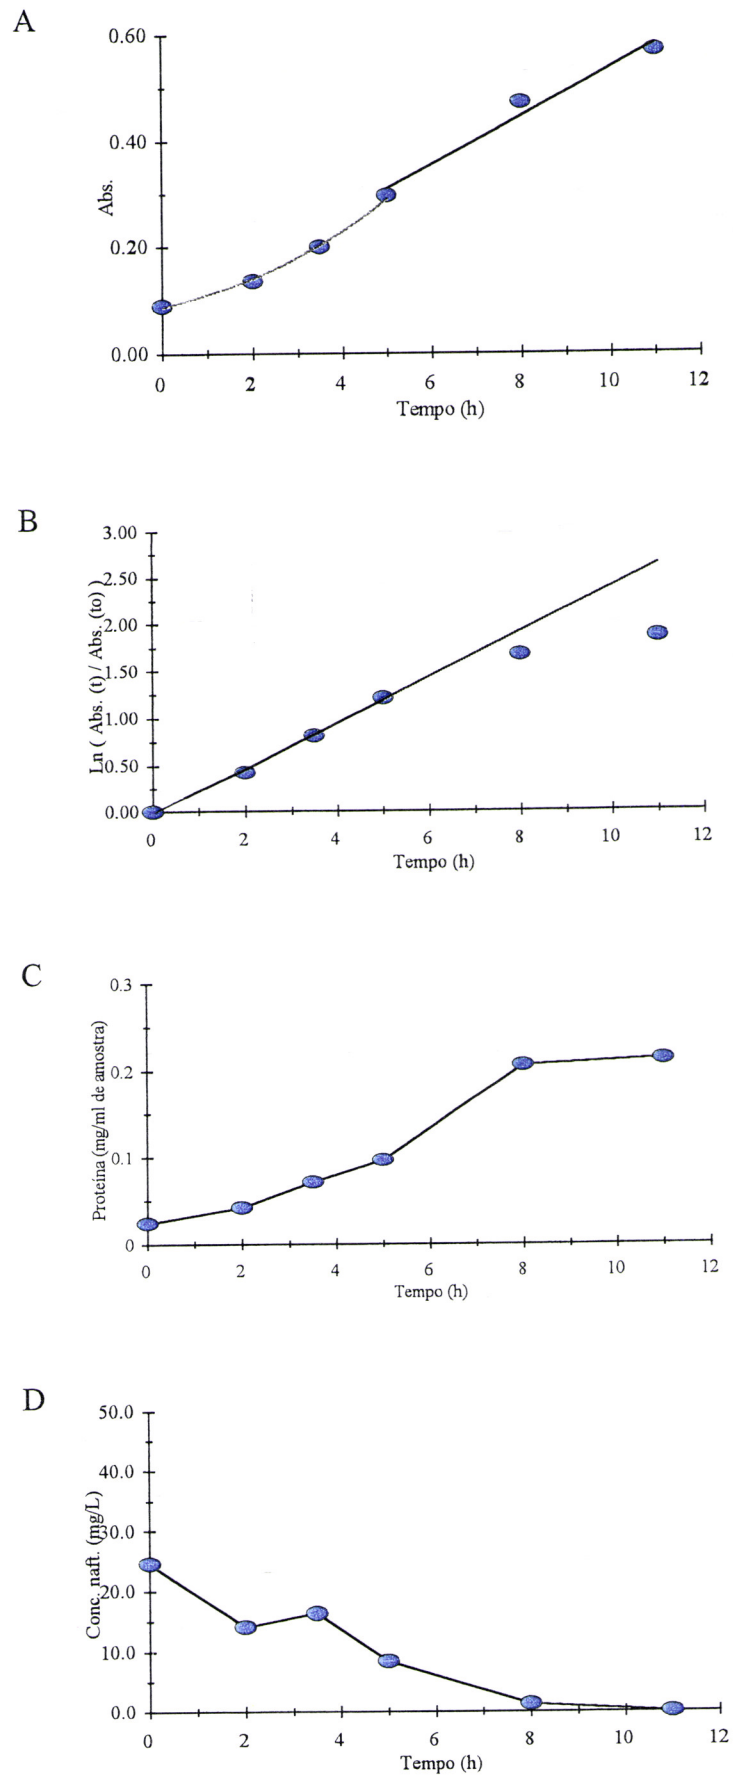 A
0.60
0.40
0.20
0.00
Abs.
0 2 4 6 8 10 12
Tempo (h)
B
3.00
2.50
2.00
1.50
1.00
0.50
0.00
Ln ( Abs. (t) / Abs. (to) )
0 2 4 6 8 10 12
Tempo (h)
C
0.3
0.2
0.1
0
Proteína (mg/ml de amostra)
0 2 4 6 8 10 12
Tempo (h)
D
50.0
40.0
30.0
20.0
10.0
0.0
Conc. naft. (mg/L)
0 2 4 6 8 10 12
Tempo (h)